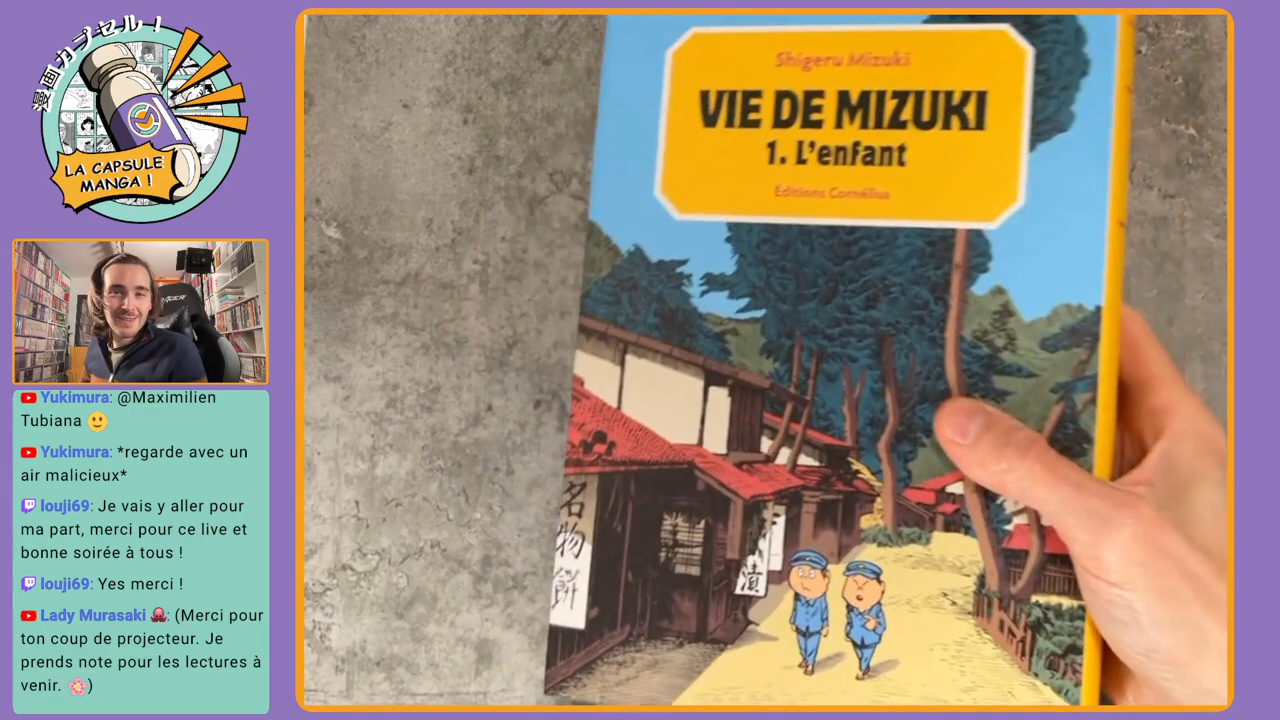 漫画カプセル！
LA CAPSULE
MANGA !
Yukimura: @Maximilien
Tubiana 🙂
Yukimura: *regarde avec un
air malicieux*
louji69: Je vais y aller pour
ma part, merci pour ce live et
bonne soirée à tous !
louji69: Yes merci !
Lady Murasaki 🐙: (Merci pour
ton coup de projecteur. Je
prends note pour les lectures à
venir. 🌸)
Shigeru Mizuki
VIE DE MIZUKI
1. L'enfant
Éditions Cornélius
名物餅
漬